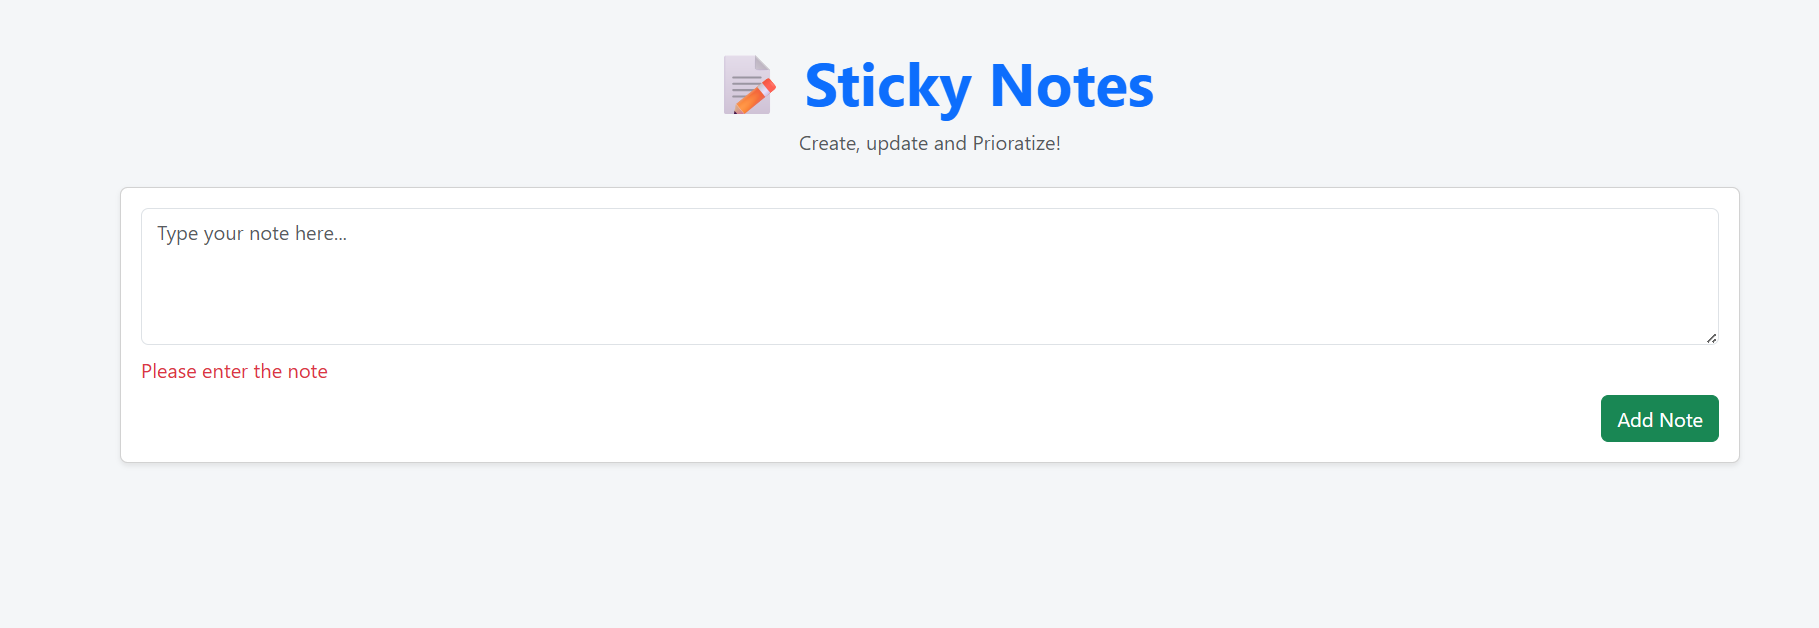 Sticky Notes
Create, update and Prioratize!
Type your note here...
Please enter the note
Add Note